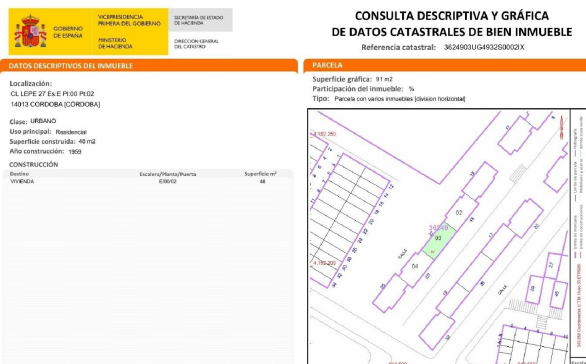 GOBIERNO
DE ESPAÑA
VICEPRESIDENCIA
PRIMERA DEL GOBIERNO
MINISTERIO
DE HACIENDA
SECRETARÍA DE ESTADO
DE HACIENDA
DIRECCIÓN GENERAL
DEL CATASTRO
CONSULTA DESCRIPTIVA Y GRÁFICA
DE DATOS CATASTRALES DE BIEN INMUEBLE
Referencia catastral: 3624903UG4932S0002IX
DATOS DESCRIPTIVOS DEL INMUEBLE
Localización:
CL LEPE 27 Es:E Pl:00 Pt:02
14013 CORDOBA [CÓRDOBA]
Clase: URBANO
Uso principal: Residencial
Superficie construida: 48 m2
Año construcción: 1959
CONSTRUCCIÓN
Destino Escalera/Planta/Puerta Superficie m²
VIVIENDA E/00/02 48
PARCELA
Superficie gráfica: 91 m2
Participación del inmueble: %
Tipo: Parcela con varios inmuebles [division horizontal]
02
36249
03
04